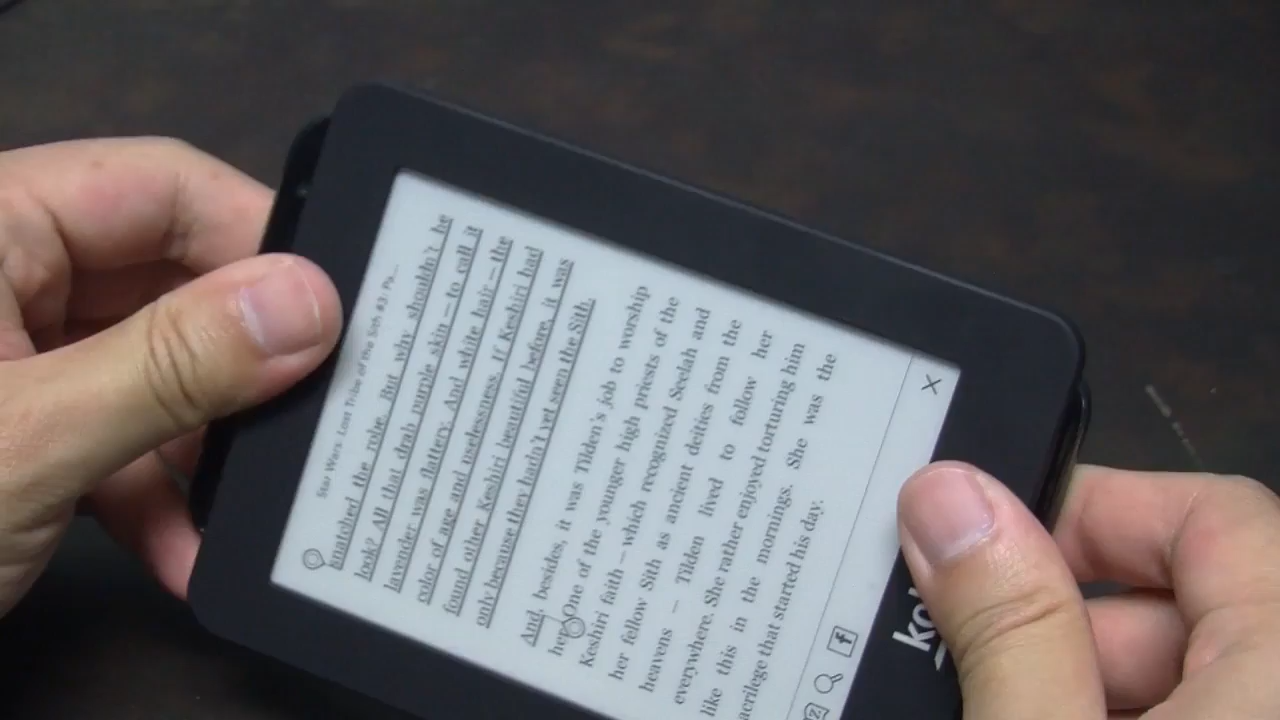 Star Wars: Lost Tribe of the Sith #3: Pa...
matched the robe. But why shouldn't he
look? All that drab purple skin – to call it
lavender was flattery. And white hair – the
color of age and uselessness. If Keshiri had
found other Keshiri beautiful before, it was
only because they hadn't yet seen the Sith.
And, besides, it was Tilden's job to worship
her. One of the younger high priests of the
Keshiri faith – which recognized Seelah and
her fellow Sith as ancient deities from the
heavens – Tilden lived to follow her
everywhere. She rather enjoyed torturing him
like this in the mornings. She was the
acrilege that started his day.
f
ko